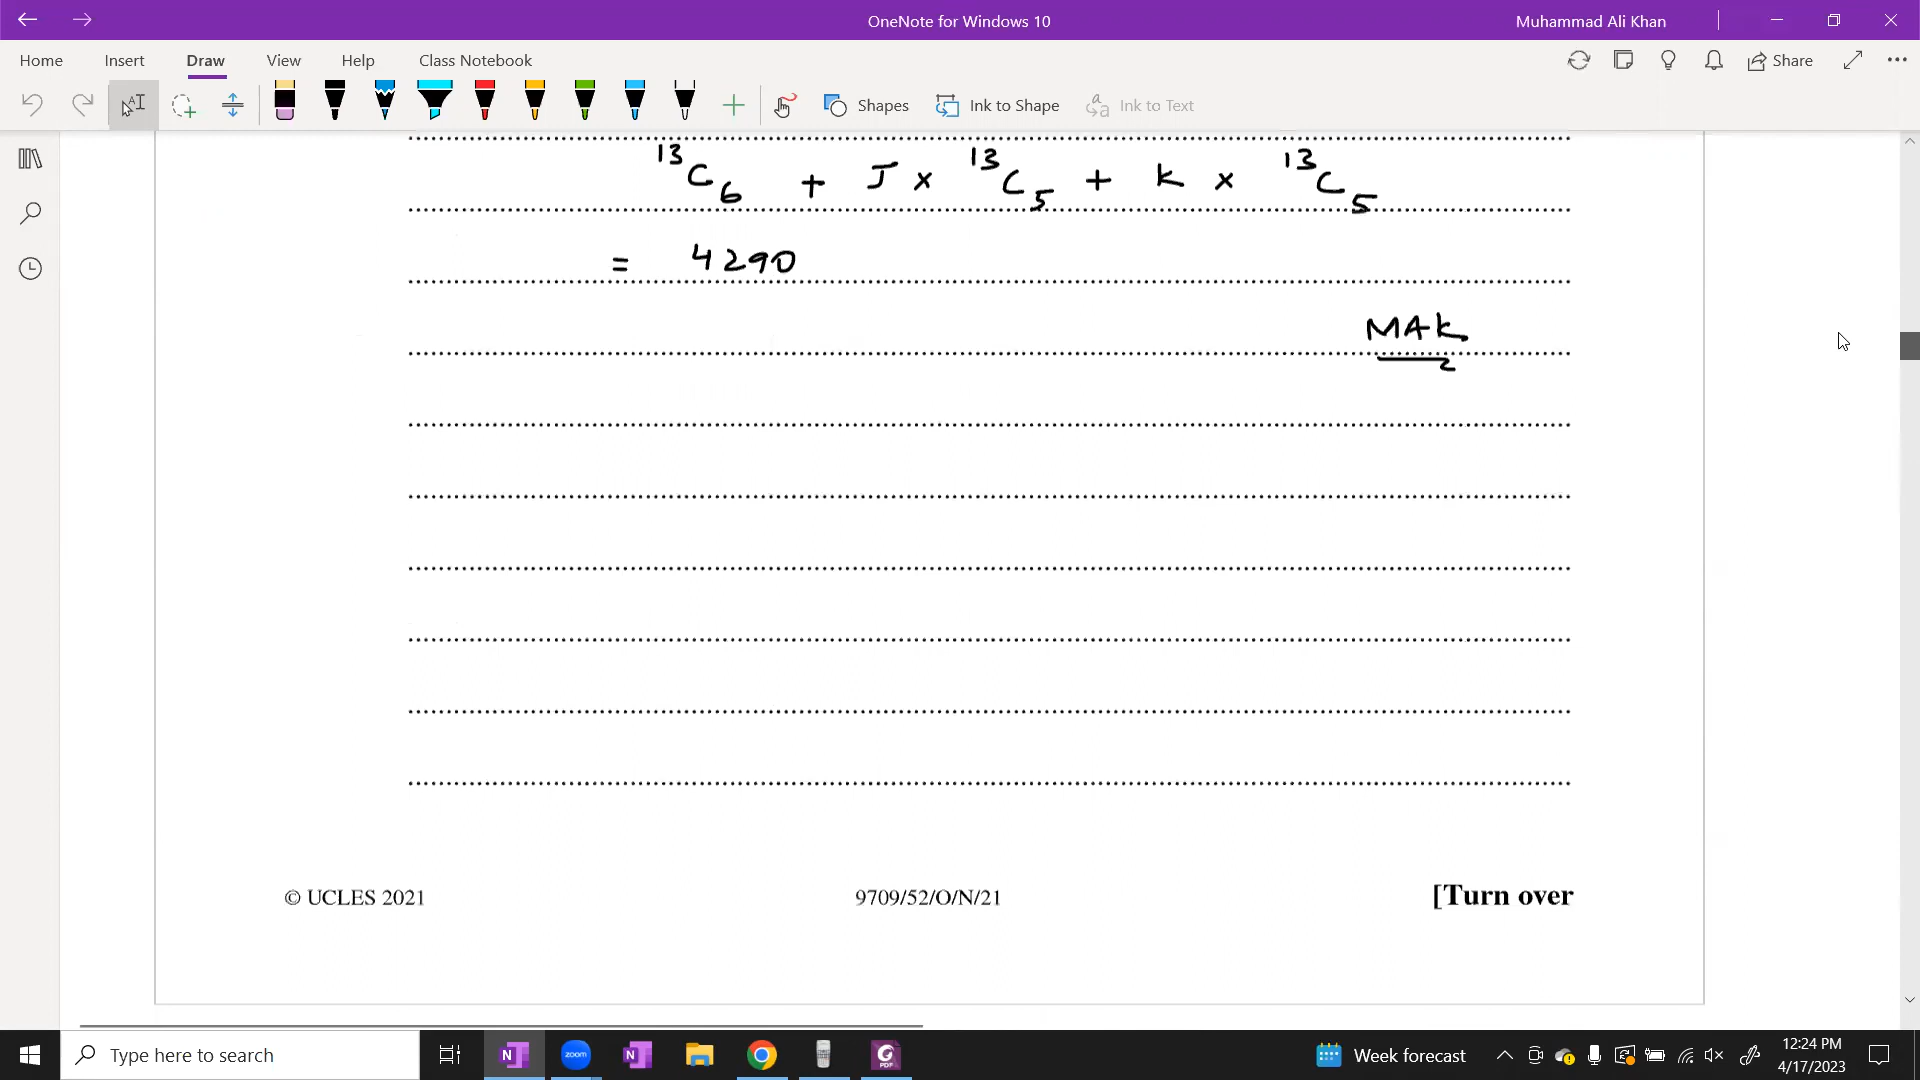 OneNote for Windows 10
Muhammad Ali Khan
Home Insert Draw View Help Class Notebook
Share
Shapes Ink to Shape Ink to Text
¹³C₆ + J × ¹³C₅ + K × ¹³C₅
= 4290
MAK
© UCLES 2021 9709/52/O/N/21 [Turn over
Type here to search
zoom
PDF
Week forecast
12:24 PM
4/17/2023